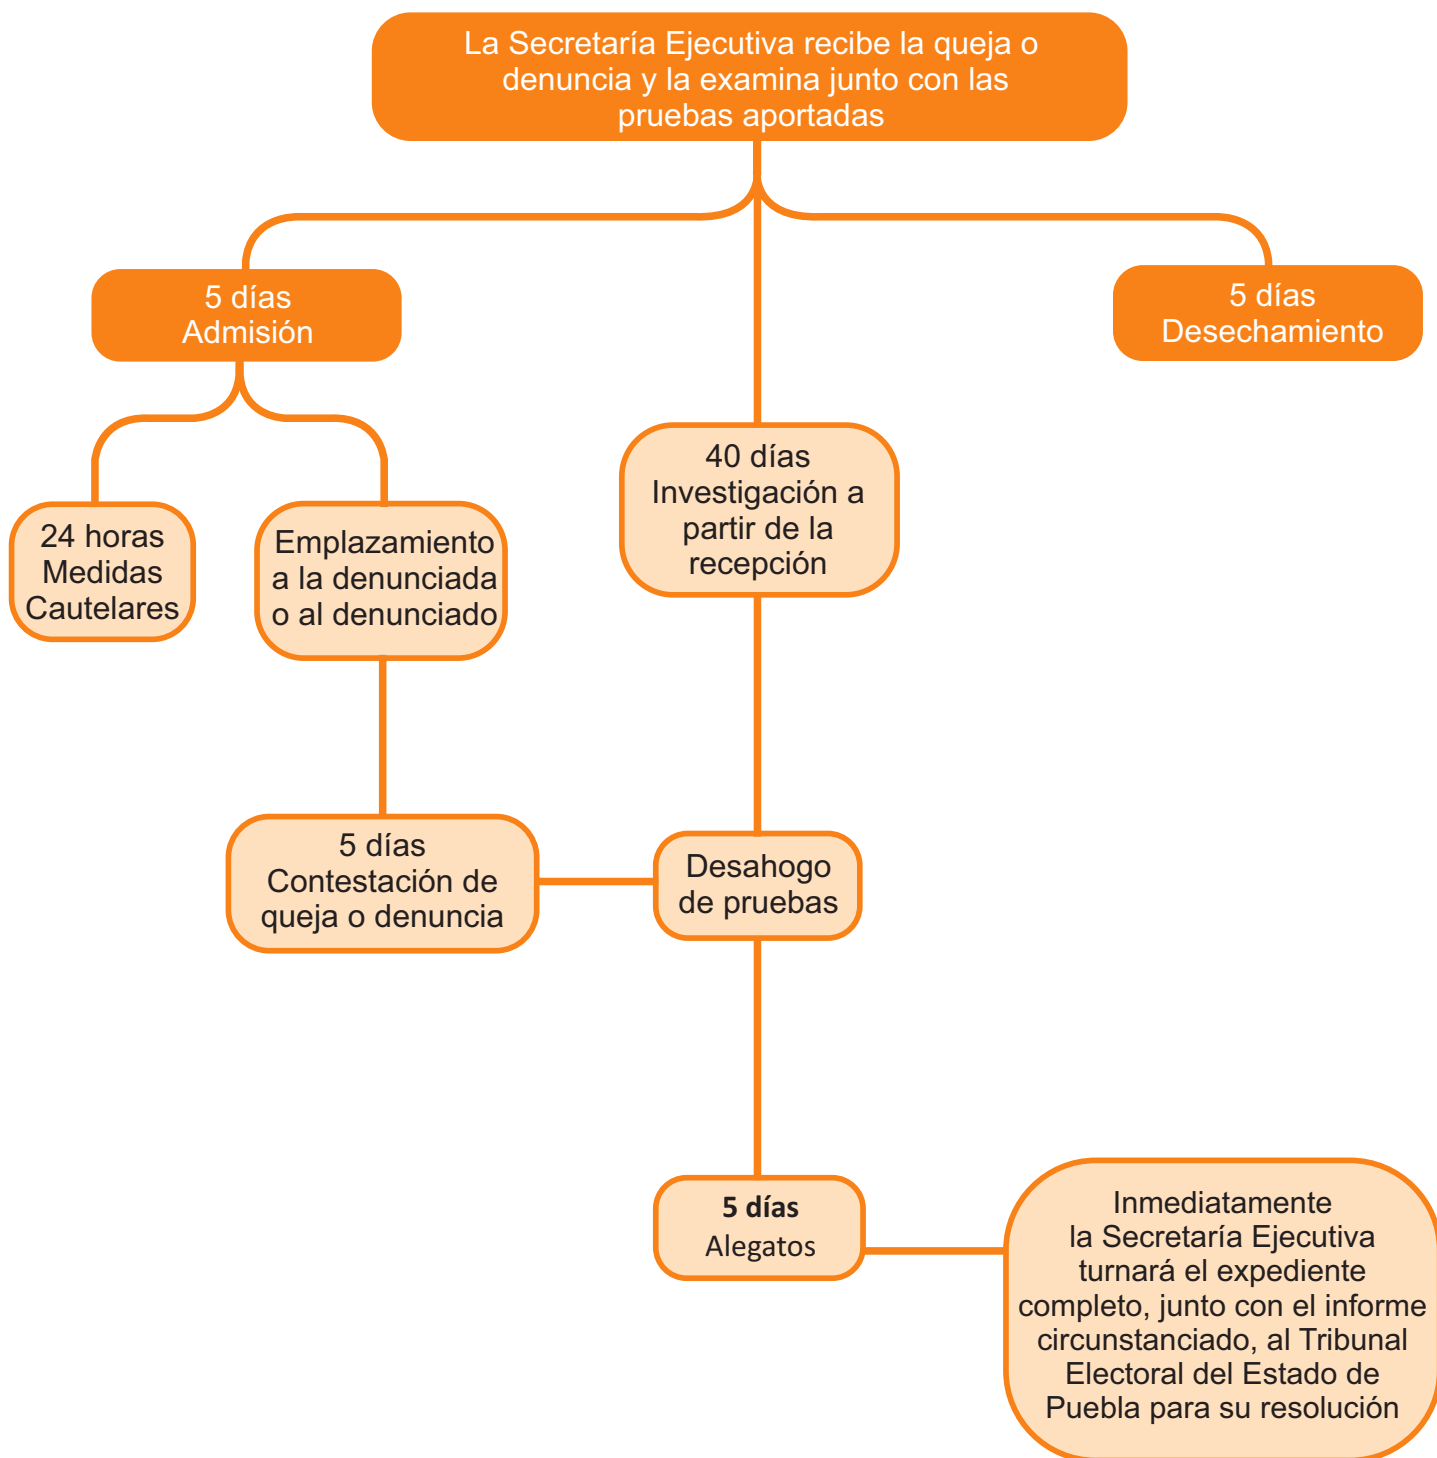 La Secretaría Ejecutiva recibe la queja o
denuncia y la examina junto con las
pruebas aportadas
5 días
Admisión
5 días
Desechamiento
24 horas
Medidas
Cautelares
Emplazamiento
a la denunciada
o al denunciado
40 días
Investigación a
partir de la
recepción
5 días
Contestación de
queja o denuncia
Desahogo
de pruebas
5 días
Alegatos
Inmediatamente
la Secretaría Ejecutiva
turnará el expediente
completo, junto con el informe
circunstanciado, al Tribunal
Electoral del Estado de
Puebla para su resolución